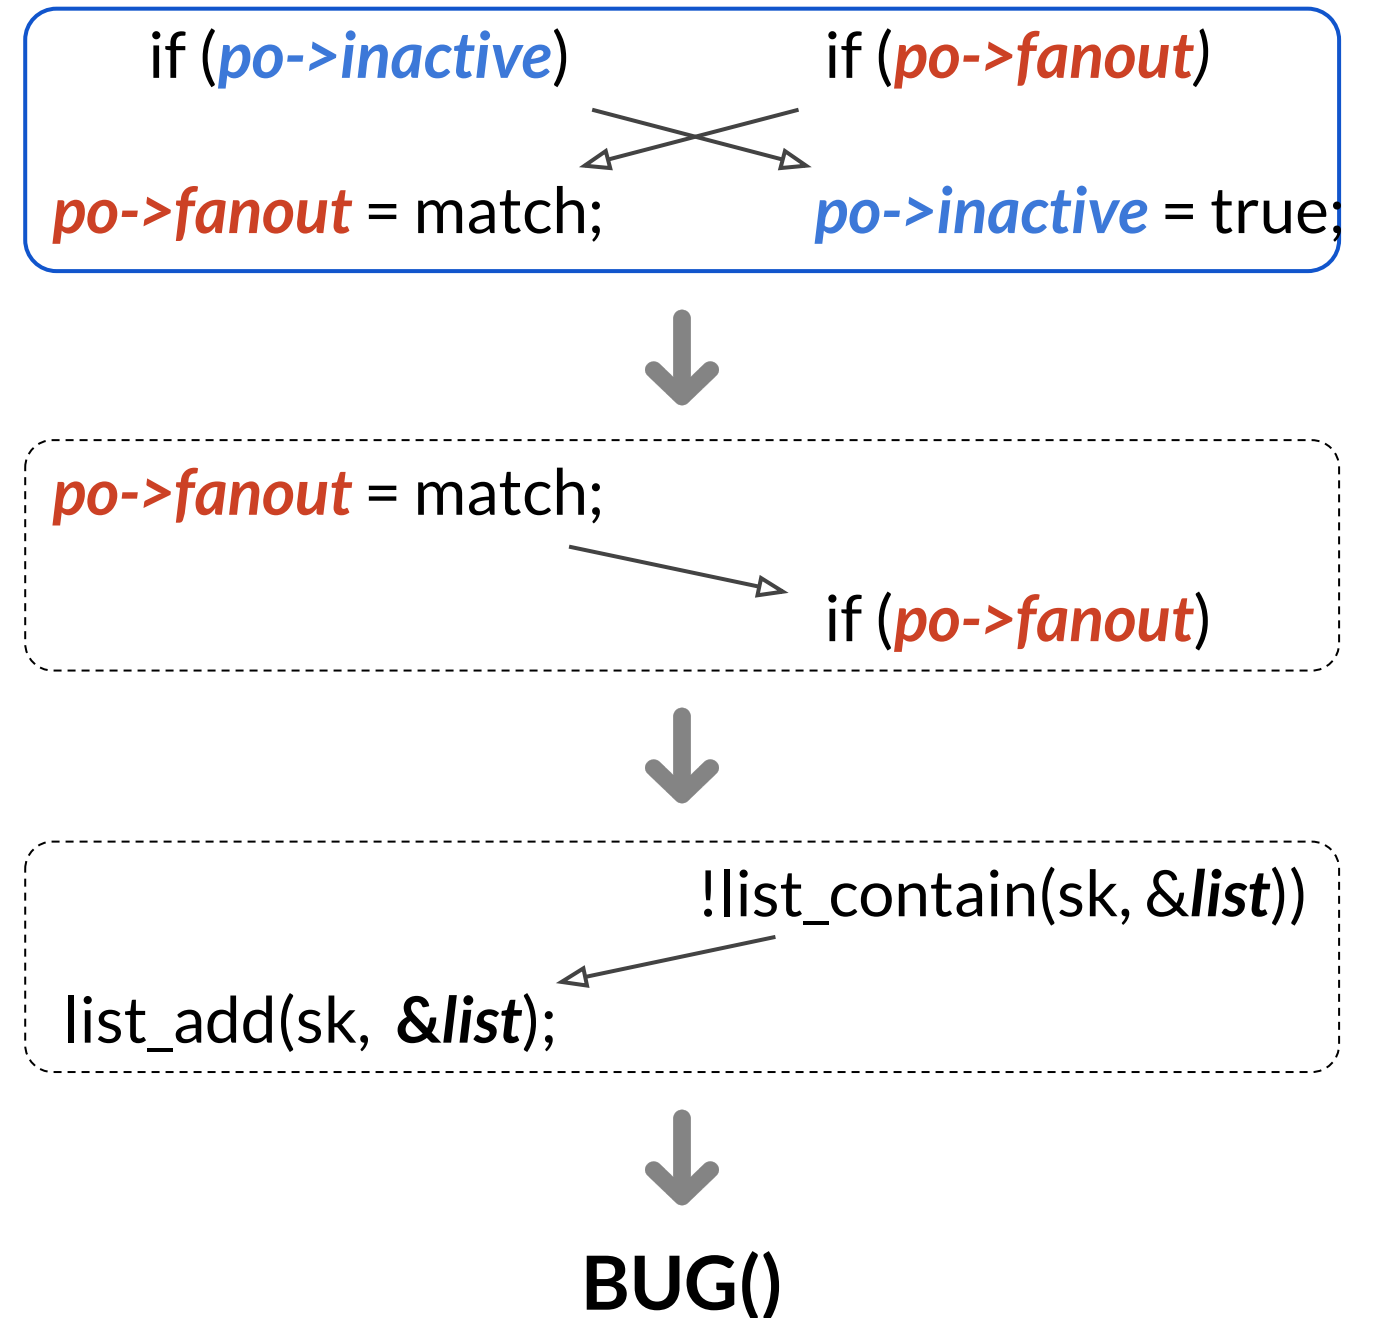 if (po->inactive) if (po->fanout)
po->fanout = match; po->inactive = true;
po->fanout = match;
if (po->fanout)
!list_contain(sk, &list))
list_add(sk, &list);
BUG()